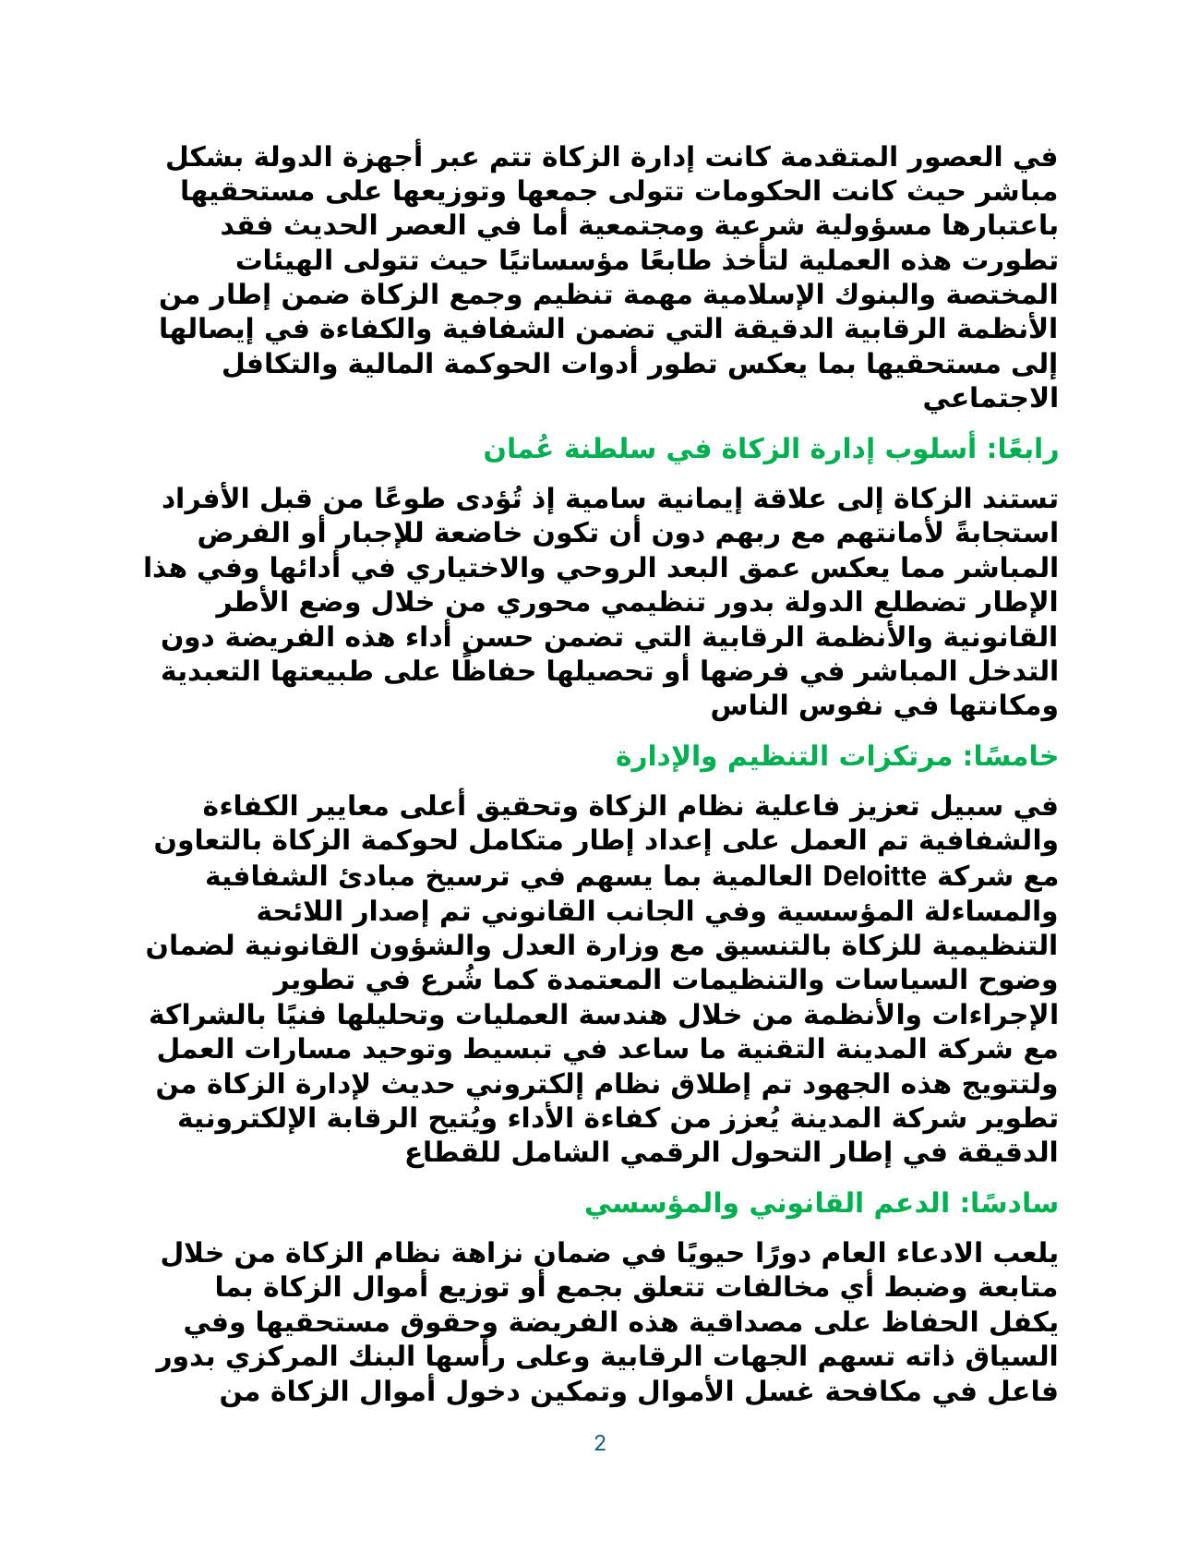 في العصور المتقدمة كانت إدارة الزكاة تتم عبر أجهزة الدولة بشكل
مباشر حيث كانت الحكومات تتولى جمعها وتوزيعها على مستحقيها
باعتبارها مسؤولية شرعية ومجتمعية أما في العصر الحديث فقد
تطورت هذه العملية لتأخذ طابعًا مؤسساتيًا حيث تتولى الهيئات
المختصة والبنوك الإسلامية مهمة تنظيم وجمع الزكاة ضمن إطار من
الأنظمة الرقابية الدقيقة التي تضمن الشفافية والكفاءة في إيصالها
إلى مستحقيها بما يعكس تطور أدوات الحوكمة المالية والتكافل
الاجتماعي
رابعًا: أسلوب إدارة الزكاة في سلطنة عُمان
تستند الزكاة إلى علاقة إيمانية سامية إذ تُؤدى طوعًا من قبل الأفراد
استجابةً لأمانتهم مع ربهم دون أن تكون خاضعة للإجبار أو الفرض
المباشر مما يعكس عمق البعد الروحي والاختياري في أدائها وفي هذا
الإطار تضطلع الدولة بدور تنظيمي محوري من خلال وضع الأطر
القانونية والأنظمة الرقابية التي تضمن حسن أداء هذه الفريضة دون
التدخل المباشر في فرضها أو تحصيلها حفاظًا على طبيعتها التعبدية
ومكانتها في نفوس الناس
خامسًا: مرتكزات التنظيم والإدارة
في سبيل تعزيز فاعلية نظام الزكاة وتحقيق أعلى معايير الكفاءة
والشفافية تم العمل على إعداد إطار متكامل لحوكمة الزكاة بالتعاون
مع شركة Deloitte العالمية بما يسهم في ترسيخ مبادئ الشفافية
والمساءلة المؤسسية وفي الجانب القانوني تم إصدار اللائحة
التنظيمية للزكاة بالتنسيق مع وزارة العدل والشؤون القانونية لضمان
وضوح السياسات والتنظيمات المعتمدة كما شُرع في تطوير
الإجراءات والأنظمة من خلال هندسة العمليات وتحليلها فنيًا بالشراكة
مع شركة المدينة التقنية ما ساعد في تبسيط وتوحيد مسارات العمل
ولتتويج هذه الجهود تم إطلاق نظام إلكتروني حديث لإدارة الزكاة من
تطوير شركة المدينة يُعزز من كفاءة الأداء ويُتيح الرقابة الإلكترونية
الدقيقة في إطار التحول الرقمي الشامل للقطاع
سادسًا: الدعم القانوني والمؤسسي
يلعب الادعاء العام دورًا حيويًا في ضمان نزاهة نظام الزكاة من خلال
متابعة وضبط أي مخالفات تتعلق بجمع أو توزيع أموال الزكاة بما
يكفل الحفاظ على مصداقية هذه الفريضة وحقوق مستحقيها وفي
السياق ذاته تسهم الجهات الرقابية وعلى رأسها البنك المركزي بدور
فاعل في مكافحة غسل الأموال وتمكين دخول أموال الزكاة من
2